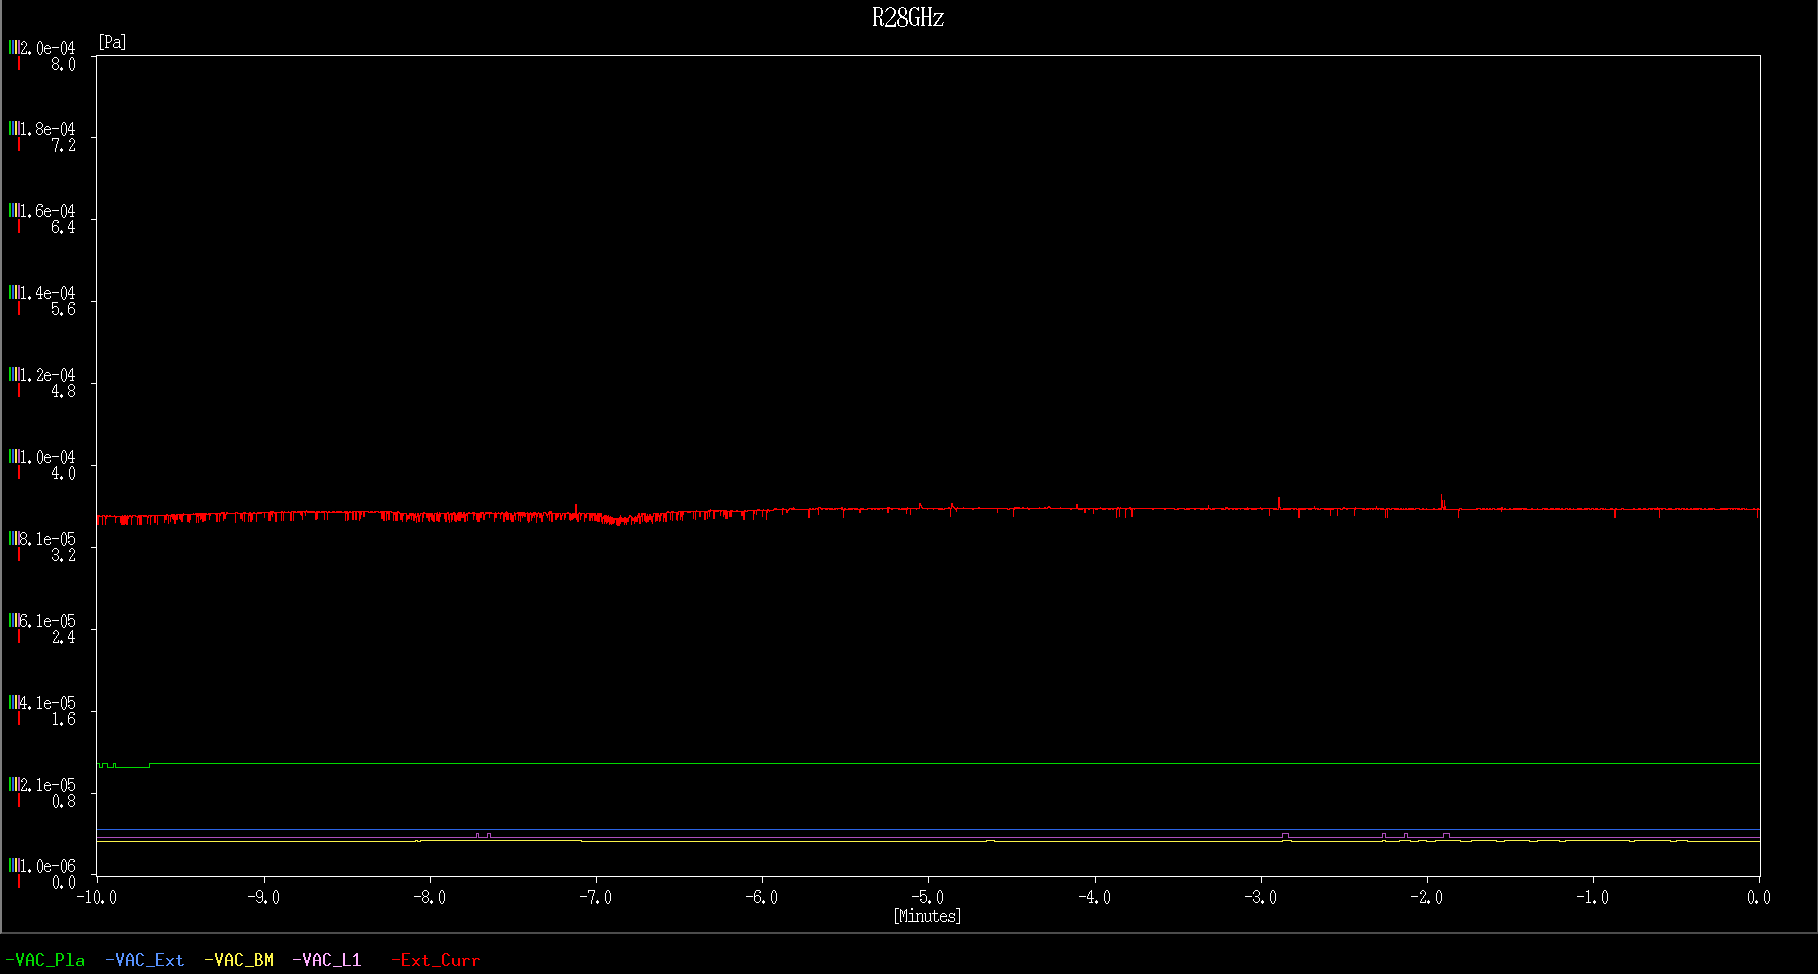 R28GHz
[Pa]
2.0e-04
8.0
1.8e-04
7.2
1.6e-04
6.4
1.4e-04
5.6
1.2e-04
4.8
1.0e-04
4.0
8.1e-05
3.2
6.1e-05
2.4
4.1e-05
1.6
2.1e-05
0.8
1.0e-06
0.0
-10.0 -9.0 -8.0 -7.0 -6.0 -5.0 -4.0 -3.0 -2.0 -1.0 0.0
[Minutes]
-VAC_Pla -VAC_Ext -VAC_BM -VAC_L1 -Ext_Curr